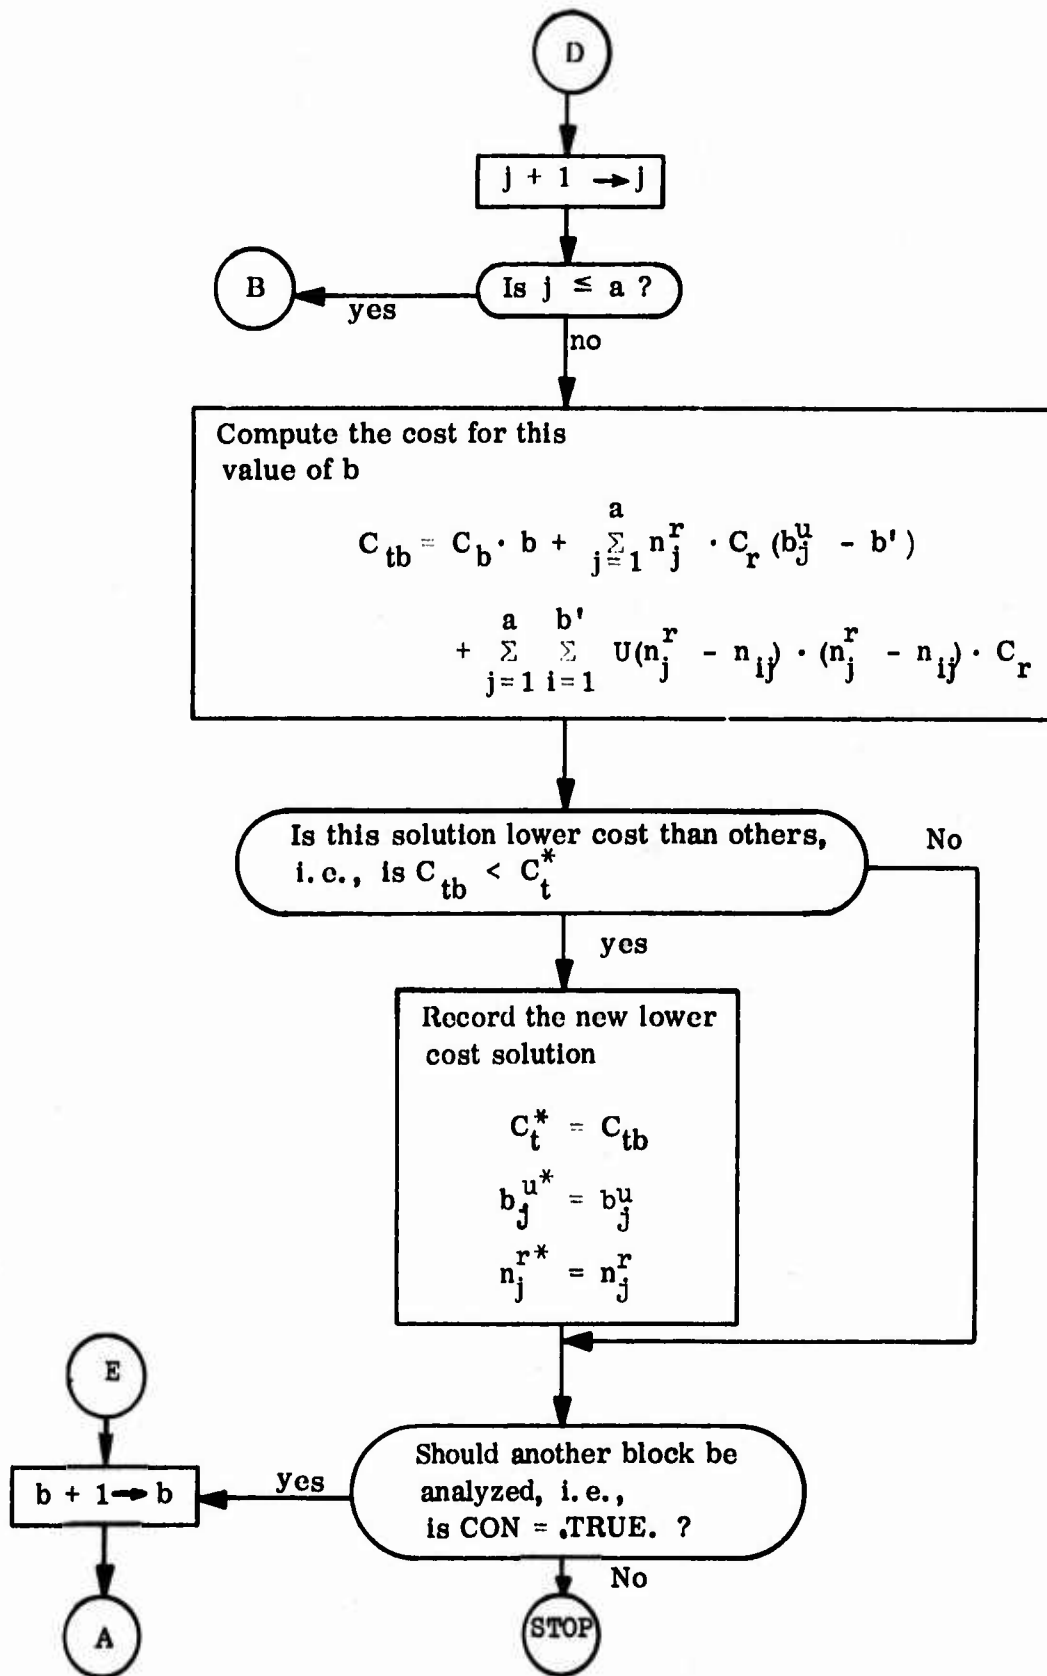 D
j + 1 → j
Is j ≤ a ?
B
yes
no
Compute the cost for this
value of b
C_tb = C_b · b + Σ_{j=1}^{a} n_j^r · C_r (b_j^u - b')
+ Σ_{j=1}^{a} Σ_{i=1}^{b'} U(n_j^r - n_ij) · (n_j^r - n_ij) · C_r
Is this solution lower cost than others,
i.e., is C_tb < C_t^*
No
yes
Record the new lower
cost solution
C_t^* = C_tb
b_j^u* = b_j^u
n_j^r* = n_j^r
E
Should another block be
analyzed, i.e.,
is CON = .TRUE. ?
yes
b + 1 → b
No
A
STOP